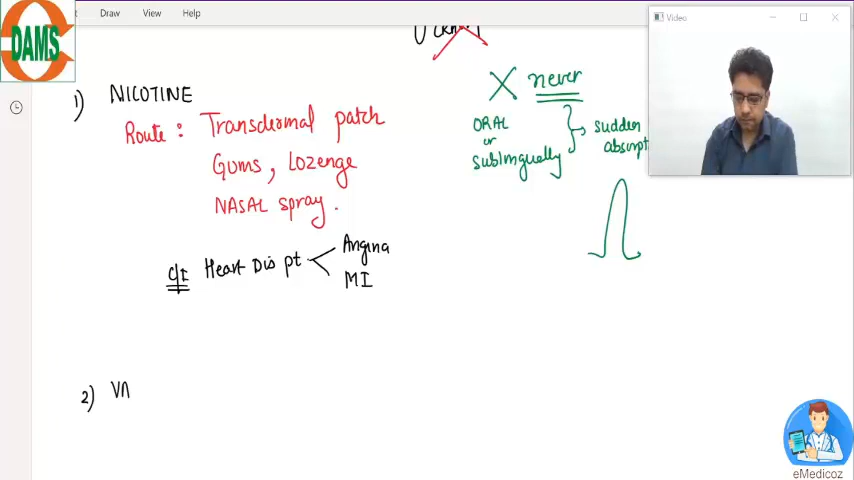 Draw View Help
DAMS
Video
1) NICOTINE
Route: Transdermal patch
Gums, Lozenge
NASAL spray.
X never
ORAL
or
sublingually
sudden
absorpt
C/I Heart Dis pt
Angina
MI
2) VA
eMedicoz